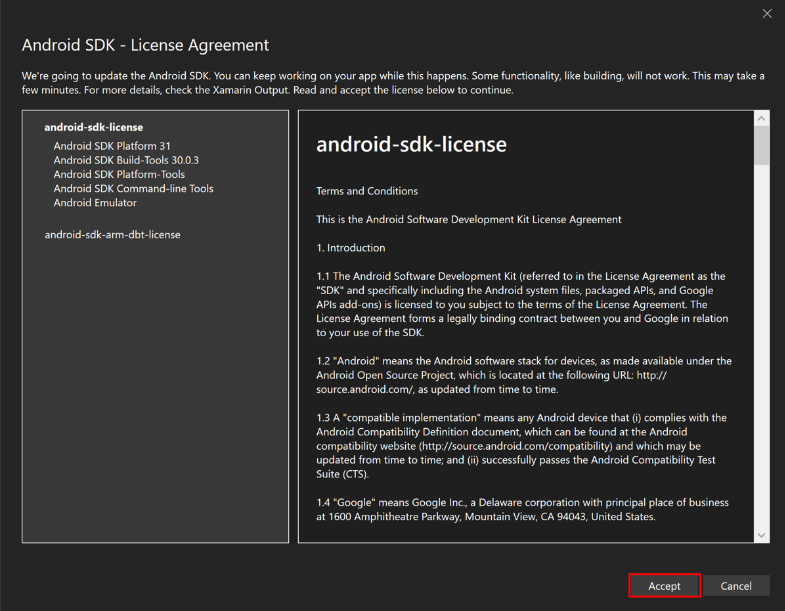 Android SDK - License Agreement
We're going to update the Android SDK. You can keep working on your app while this happens. Some functionality, like building, will not work. This may take a
few minutes. For more details, check the Xamarin Output. Read and accept the license below to continue.
android-sdk-license
Android SDK Platform 31
Android SDK Build-Tools 30.0.3
Android SDK Platform-Tools
Android SDK Command-line Tools
Android Emulator
android-sdk-arm-dbt-license
android-sdk-license
Terms and Conditions
This is the Android Software Development Kit License Agreement
1. Introduction
1.1 The Android Software Development Kit (referred to in the License Agreement as the
"SDK" and specifically including the Android system files, packaged APIs, and Google
APIs add-ons) is licensed to you subject to the terms of the License Agreement. The
License Agreement forms a legally binding contract between you and Google in relation
to your use of the SDK.
1.2 "Android" means the Android software stack for devices, as made available under the
Android Open Source Project, which is located at the following URL: http://
source.android.com/, as updated from time to time.
1.3 A "compatible implementation" means any Android device that (i) complies with the
Android Compatibility Definition document, which can be found at the Android
compatibility website (http://source.android.com/compatibility) and which may be
updated from time to time; and (ii) successfully passes the Android Compatibility Test
Suite (CTS).
1.4 "Google" means Google Inc., a Delaware corporation with principal place of business
at 1600 Amphitheatre Parkway, Mountain View, CA 94043, United States.
Accept
Cancel